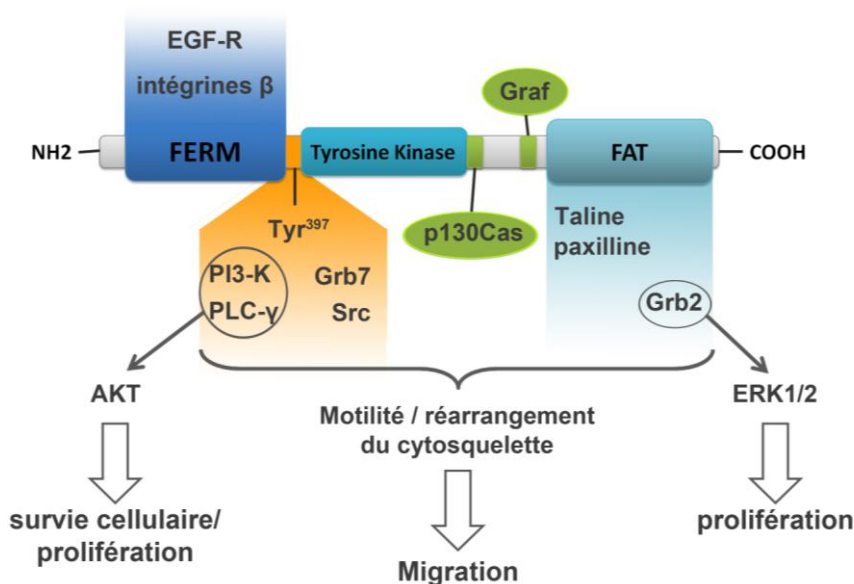 EGF-R
intégrines β
Graf
NH2
FERM
Tyrosine Kinase
FAT
COOH
Tyr³⁹⁷
p130Cas
Taline
paxilline
PI3-K
Grb7
PLC-γ
Src
Grb2
AKT
ERK1/2
Motilité / réarrangement
du cytosquelette
survie cellulaire/
prolifération
prolifération
Migration